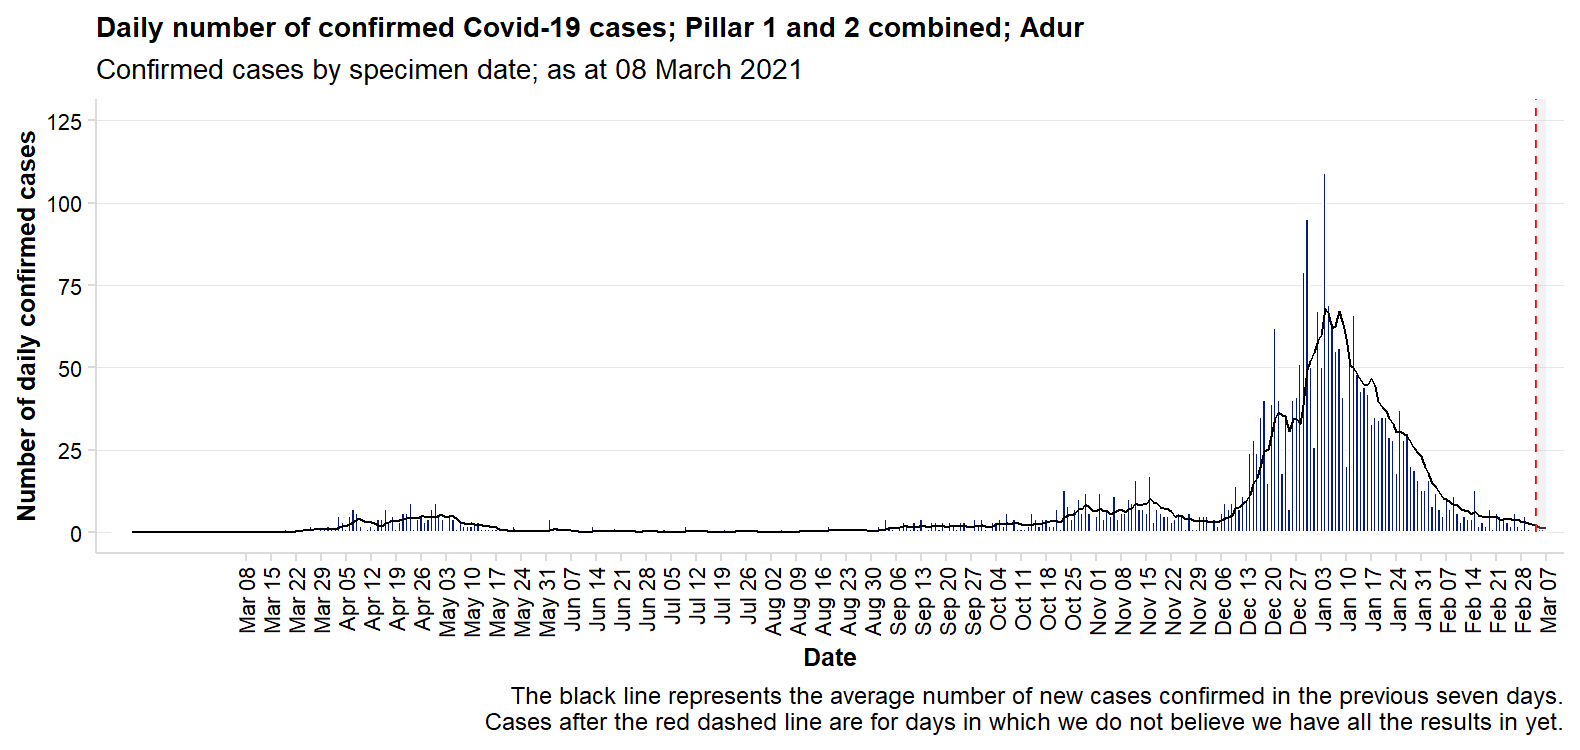 Daily number of confirmed Covid-19 cases; Pillar 1 and 2 combined; Adur
Confirmed cases by specimen date; as at 08 March 2021
Number of daily confirmed cases
125
100
75
50
25
0
Mar 08
Mar 15
Mar 22
Mar 29
Apr 05
Apr 12
Apr 19
Apr 26
May 03
May 10
May 17
May 24
May 31
Jun 07
Jun 14
Jun 21
Jun 28
Jul 05
Jul 12
Jul 19
Jul 26
Aug 02
Aug 09
Aug 16
Aug 23
Aug 30
Sep 06
Sep 13
Sep 20
Sep 27
Oct 04
Oct 11
Oct 18
Oct 25
Nov 01
Nov 08
Nov 15
Nov 22
Nov 29
Dec 06
Dec 13
Dec 20
Dec 27
Jan 03
Jan 10
Jan 17
Jan 24
Jan 31
Feb 07
Feb 14
Feb 21
Feb 28
Mar 07
Date
The black line represents the average number of new cases confirmed in the previous seven days.
Cases after the red dashed line are for days in which we do not believe we have all the results in yet.